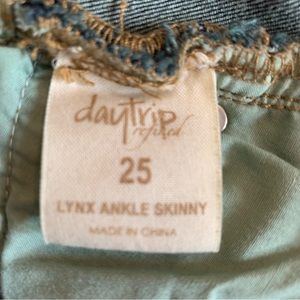 daytrip
refined
25
LYNX ANKLE SKINNY
MADE IN CHINA